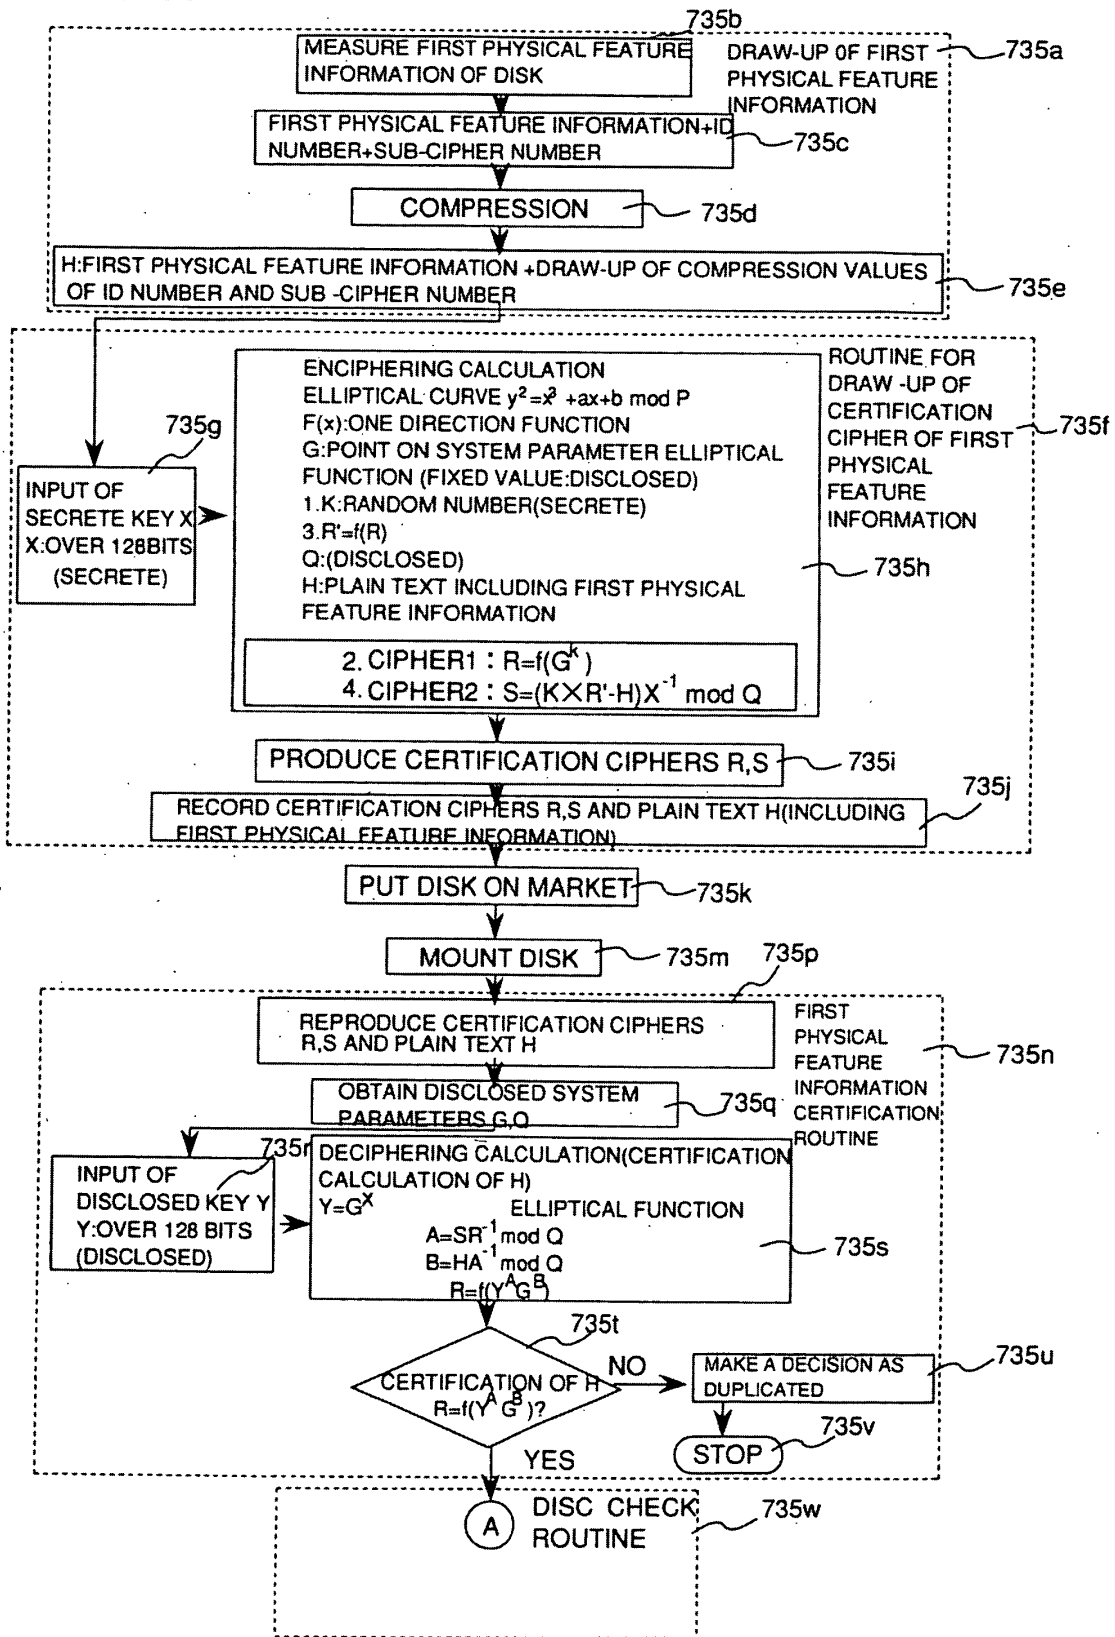 735b
MEASURE FIRST PHYSICAL FEATURE
INFORMATION OF DISK
DRAW-UP OF FIRST
PHYSICAL FEATURE
INFORMATION
735a
FIRST PHYSICAL FEATURE INFORMATION+ID
NUMBER+SUB-CIPHER NUMBER
735c
COMPRESSION
735d
H:FIRST PHYSICAL FEATURE INFORMATION +DRAW-UP OF COMPRESSION VALUES
OF ID NUMBER AND SUB -CIPHER NUMBER
735e
735g
INPUT OF
SECRETE KEY X
X:OVER 128BITS
(SECRETE)
ENCIPHERING CALCULATION
ELLIPTICAL CURVE y²=x³ +ax+b mod P
F(x):ONE DIRECTION FUNCTION
G:POINT ON SYSTEM PARAMETER ELLIPTICAL
FUNCTION (FIXED VALUE:DISCLOSED)
1.K:RANDOM NUMBER(SECRETE)
3.R'=f(R)
Q:(DISCLOSED)
H:PLAIN TEXT INCLUDING FIRST PHYSICAL
FEATURE INFORMATION
2. CIPHER1 : R=f(G^k)
4. CIPHER2 : S=(K×R'-H)X⁻¹ mod Q
ROUTINE FOR
DRAW -UP OF
CERTIFICATION
CIPHER OF FIRST
PHYSICAL
FEATURE
INFORMATION
735f
735h
PRODUCE CERTIFICATION CIPHERS R,S
735i
RECORD CERTIFICATION CIPHERS R,S AND PLAIN TEXT H(INCLUDING
FIRST PHYSICAL FEATURE INFORMATION)
735j
PUT DISK ON MARKET
735k
MOUNT DISK
735m
735p
REPRODUCE CERTIFICATION CIPHERS
R,S AND PLAIN TEXT H
FIRST
PHYSICAL
FEATURE
INFORMATION
CERTIFICATION
ROUTINE
735n
OBTAIN DISCLOSED SYSTEM
PARAMETERS G,Q
735q
735r
INPUT OF
DISCLOSED KEY Y
Y:OVER 128 BITS
(DISCLOSED)
DECIPHERING CALCULATION(CERTIFICATION
CALCULATION OF H)
Y=G^X ELLIPTICAL FUNCTION
A=SR⁻¹ mod Q
B=HA⁻¹ mod Q
R=f(Y^A G^B)
735s
735t
CERTIFICATION OF H
R=f(Y^A G^B)?
NO
MAKE A DECISION AS
DUPLICATED
735u
STOP
735v
YES
A
DISC CHECK
ROUTINE
735w